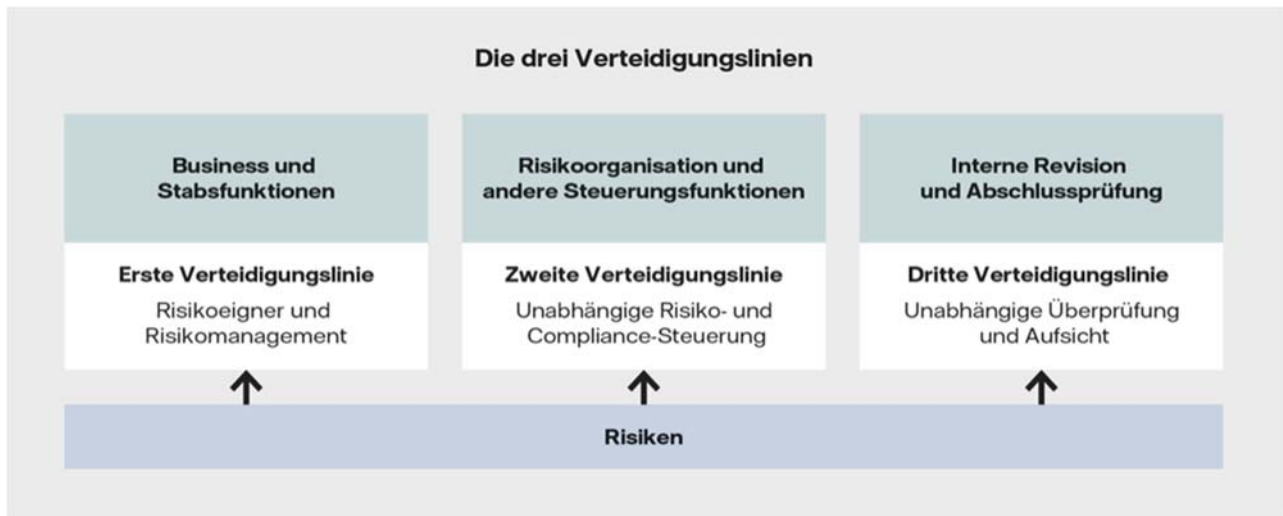 Die drei Verteidigungslinien
Business und
Stabsfunktionen
Erste Verteidigungslinie
Risikoeigner und
Risikomanagement
Risikoorganisation und
andere Steuerungsfunktionen
Zweite Verteidigungslinie
Unabhängige Risiko- und
Compliance-Steuerung
Interne Revision
und Abschlussprüfung
Dritte Verteidigungslinie
Unabhängige Überprüfung
und Aufsicht
Risiken